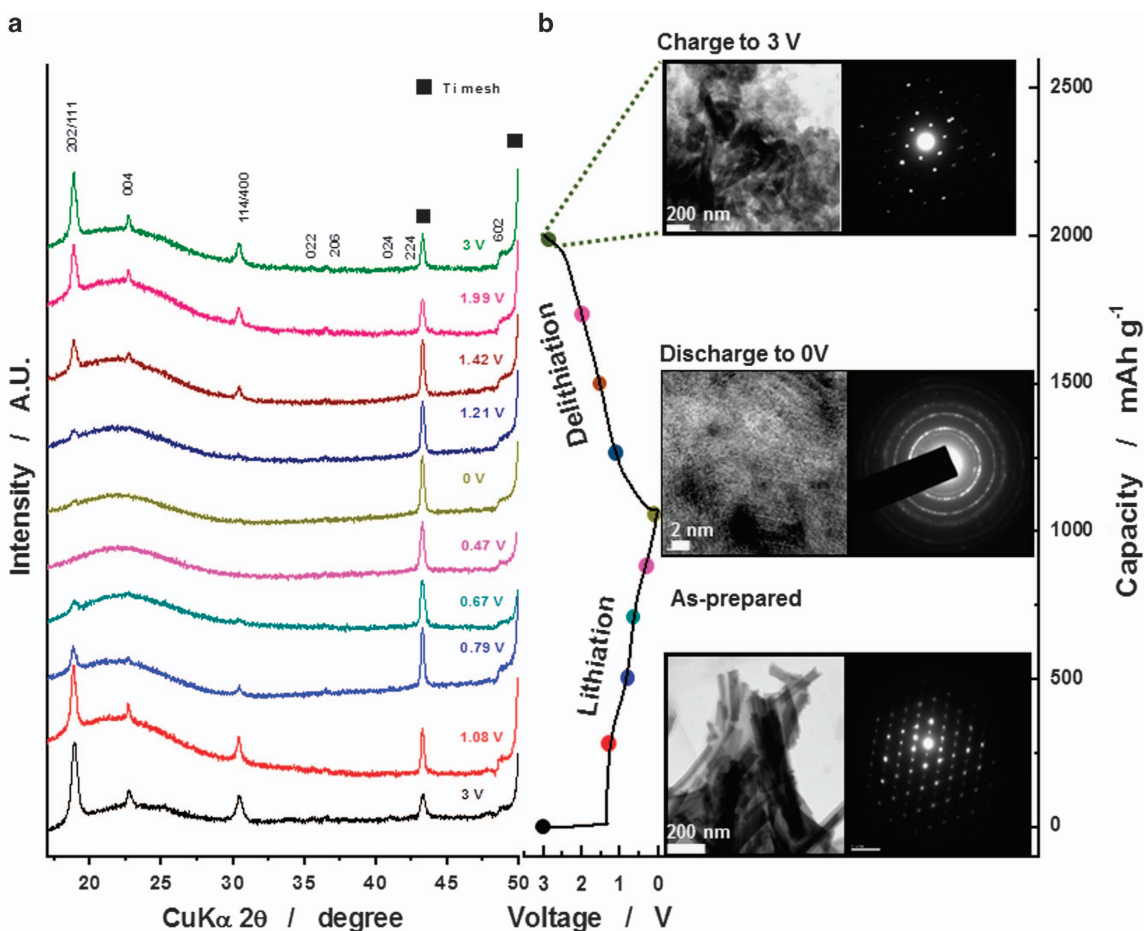 a
b
Charge to 3 V
2500
Ti mesh
202/111
004
114/400
022
206
024
224
602
200 nm
3 V
2000
1.99 V
Delithiation
Discharge to 0V
1.42 V
1500
1.21 V
0 V
2 nm
1000
0.47 V
As-prepared
0.67 V
Lithiation
0.79 V
500
1.08 V
3 V
200 nm
0
Intensity / A.U.
Capacity / mAh g-1
20 25 30 35 40 45 50
3 2 1 0
CuKα 2θ / degree
Voltage / V